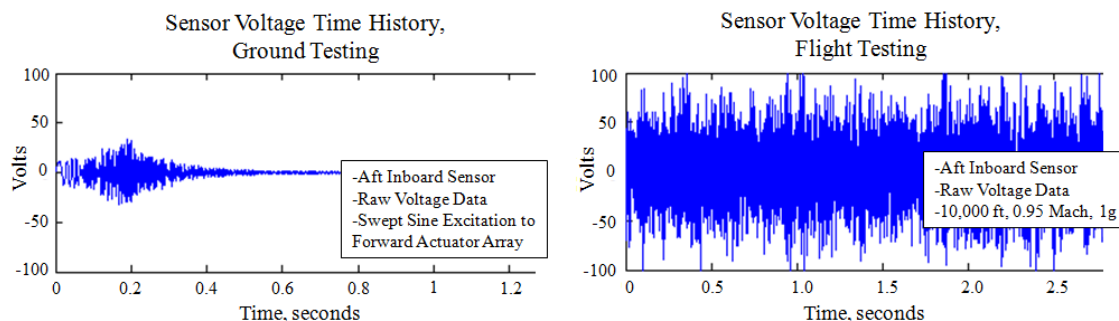 Sensor Voltage Time History,
Ground Testing
100
50
0
-50
-100
Volts
-Aft Inboard Sensor
-Raw Voltage Data
-Swept Sine Excitation to
Forward Actuator Array
0
0.2
0.4
0.6
0.8
1
1.2
Time, seconds
Sensor Voltage Time History,
Flight Testing
100
50
0
-50
-100
Volts
-Aft Inboard Sensor
-Raw Voltage Data
-10,000 ft, 0.95 Mach, 1g
0
0.5
1.0
1.5
2.0
2.5
Time, seconds